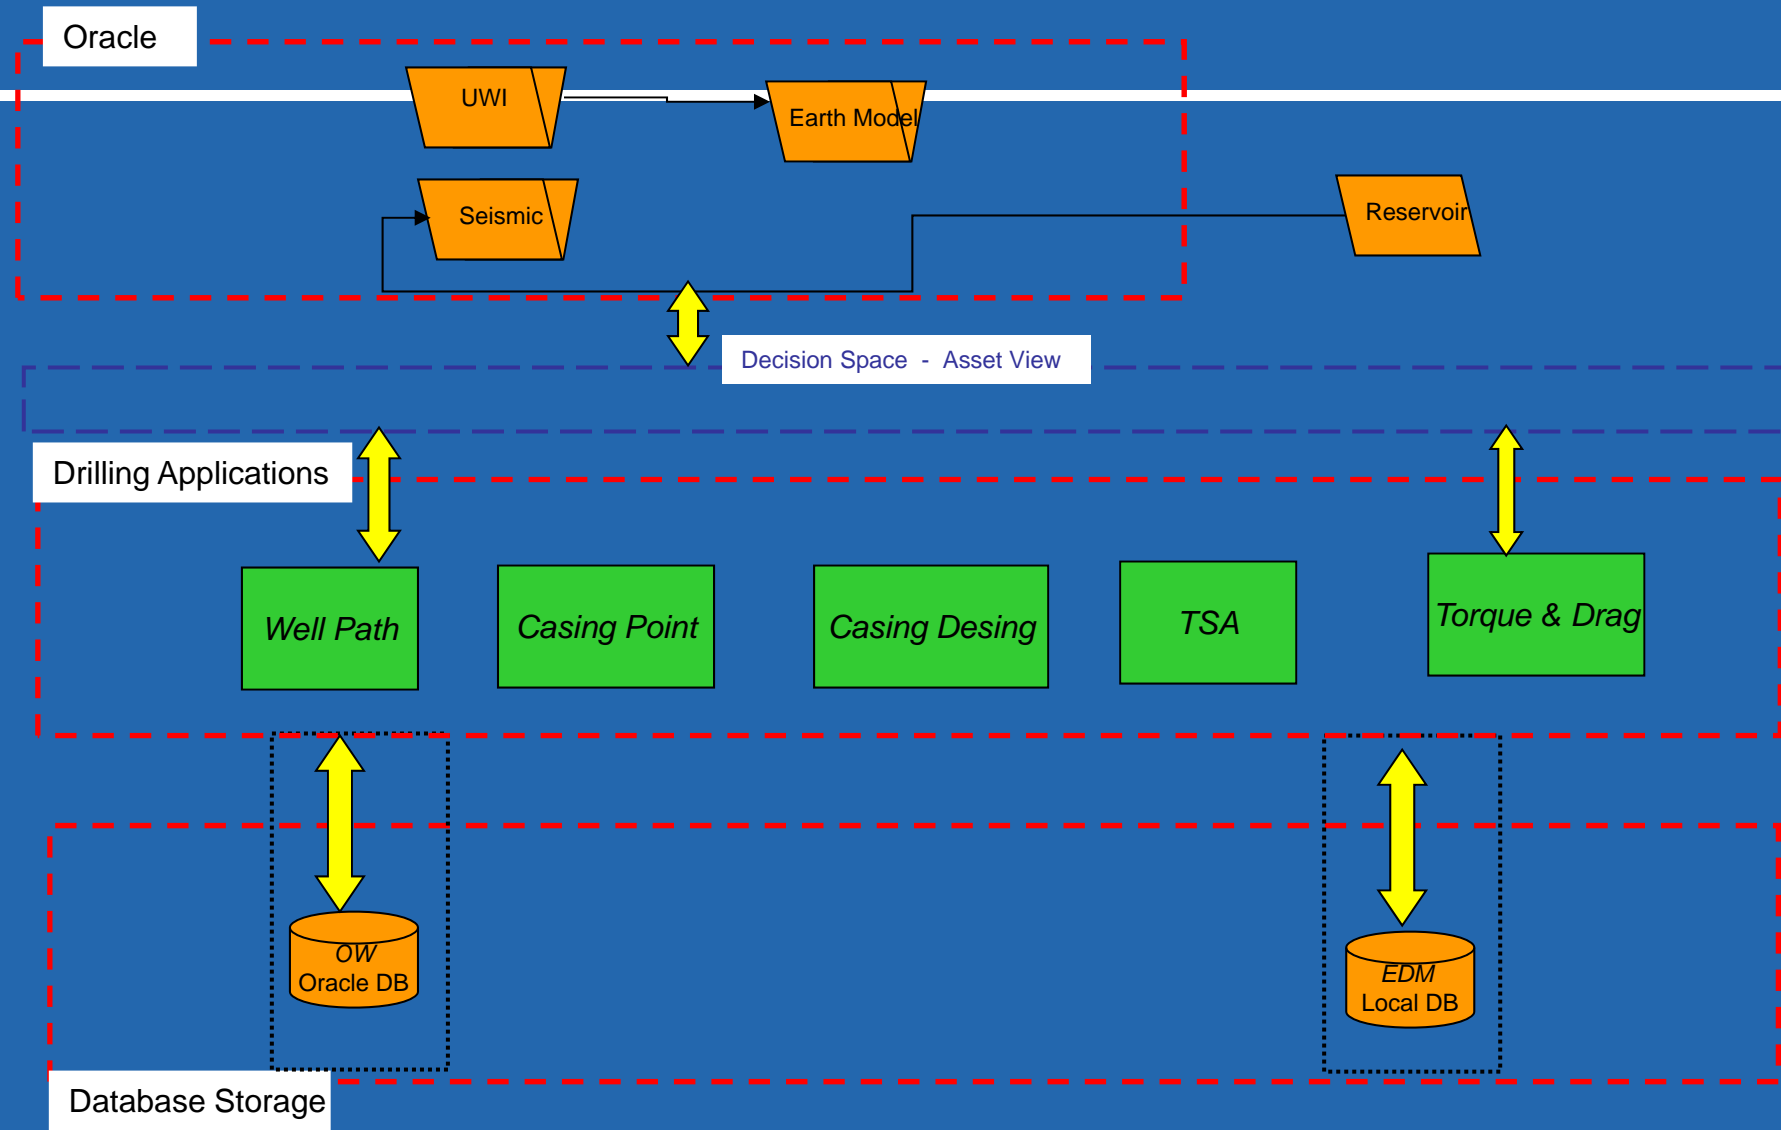 Oracle
UWI
Earth Model
Seismic
Reservoir
Decision Space - Asset View
Drilling Applications
Well Path
Casing Point
Casing Desing
TSA
Torque & Drag
OW
Oracle DB
EDM
Local DB
Database Storage